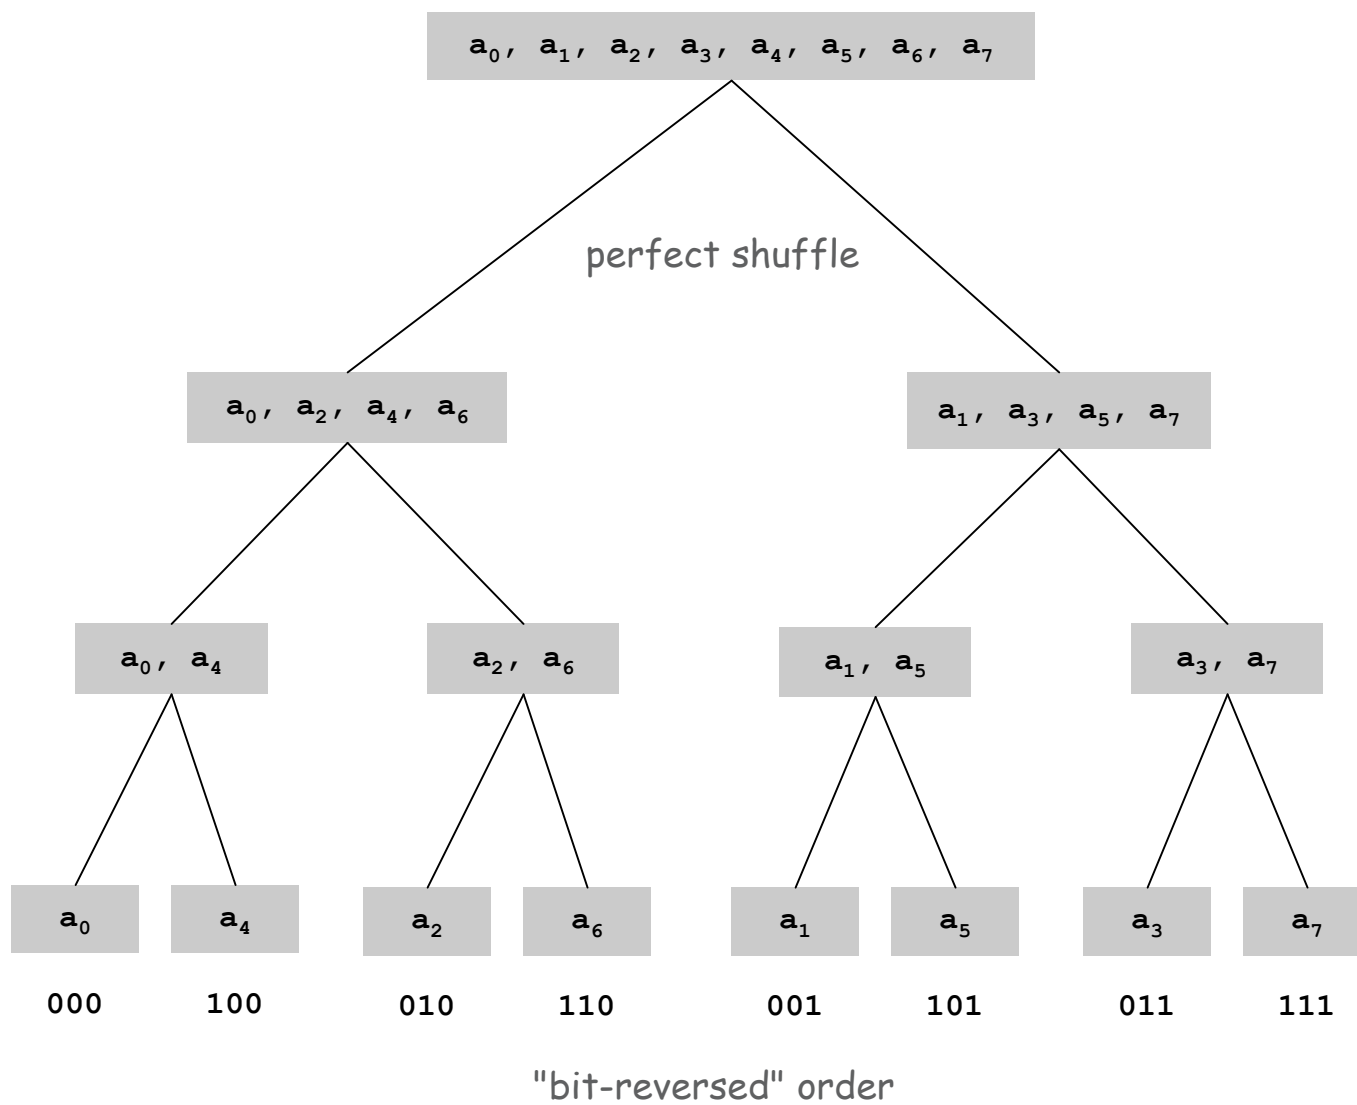 a₀, a₁, a₂, a₃, a₄, a₅, a₆, a₇
perfect shuffle
a₀, a₂, a₄, a₆
a₁, a₃, a₅, a₇
a₀, a₄
a₂, a₆
a₁, a₅
a₃, a₇
a₀
a₄
a₂
a₆
a₁
a₅
a₃
a₇
000
100
010
110
001
101
011
111
"bit-reversed" order